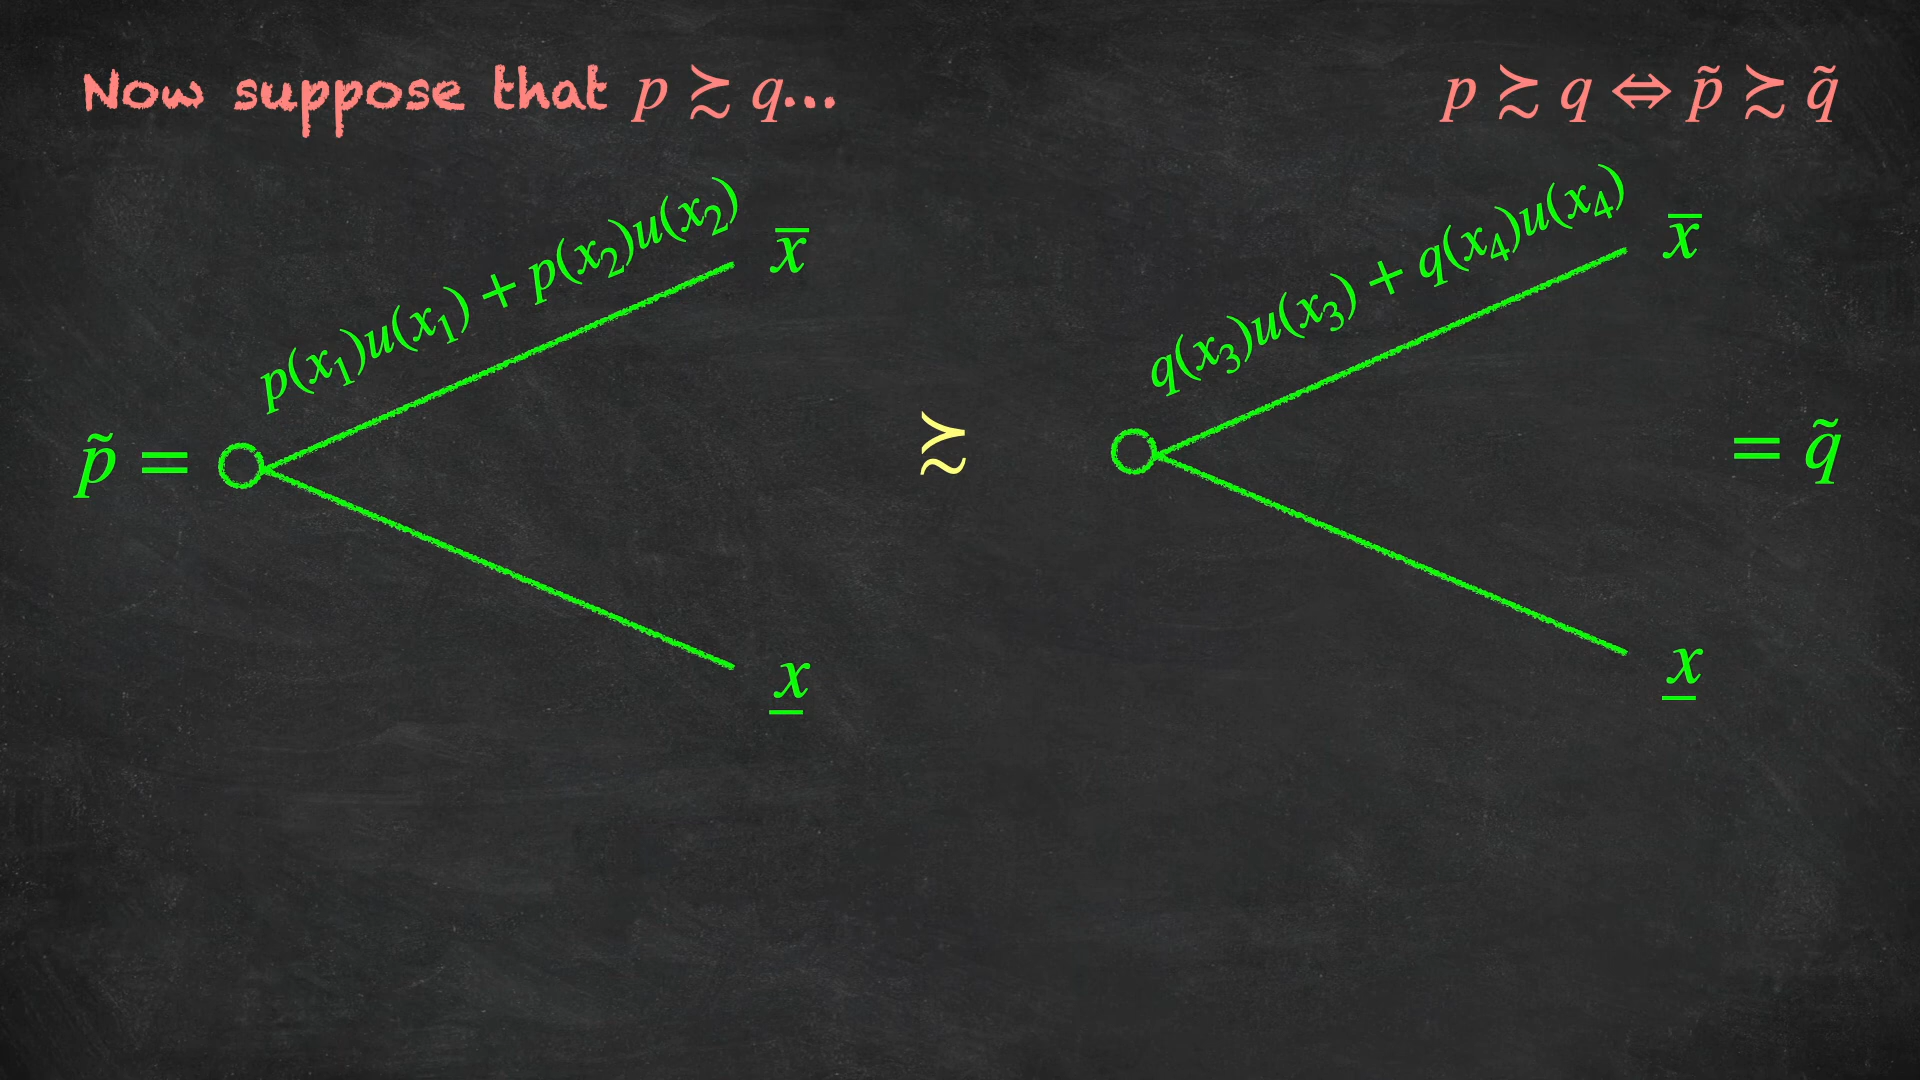 Now suppose that p ≿ q...
p ≿ q ⇔ p̃ ≿ q̃
p(x₁)u(x₁) + p(x₂)u(x₂)
x̅
q(x₃)u(x₃) + q(x₄)u(x₄)
x̅
p̃ =
≿
= q̃
x̲
x̲